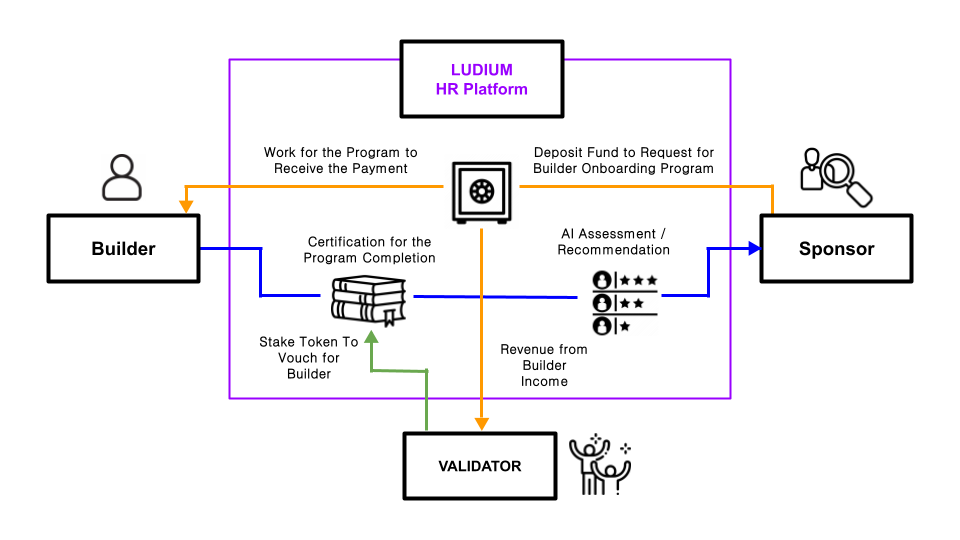 LUDIUM
HR Platform
Work for the Program to
Receive the Payment
Deposit Fund to Request for
Builder Onboarding Program
Builder
Sponsor
Certification for the
Program Completion
AI Assessment /
Recommendation
Stake Token To
Vouch for
Builder
Revenue from
Builder
Income
VALIDATOR